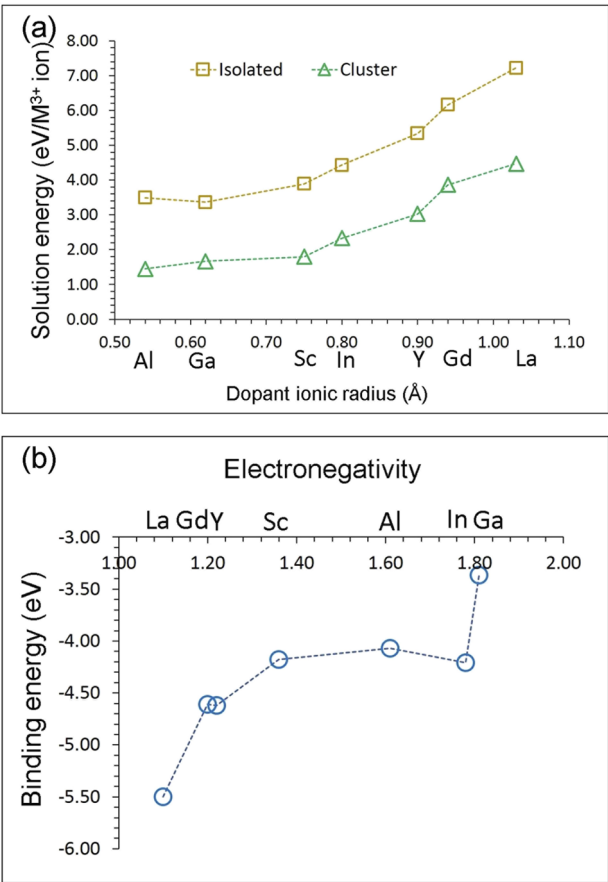 (a)
8.00
7.00
6.00
5.00
4.00
3.00
2.00
1.00
0.00
Solution energy (eV/M³⁺ ion)
Isolated
Cluster
0.50 0.60 0.70 0.80 0.90 1.00 1.10
Al Ga Sc In Y Gd La
Dopant ionic radius (Å)
(b)
Electronegativity
La Gd Y Sc Al In Ga
1.00 1.20 1.40 1.60 1.80 2.00
-3.00
-3.50
-4.00
-4.50
-5.00
-5.50
-6.00
Binding energy (eV)